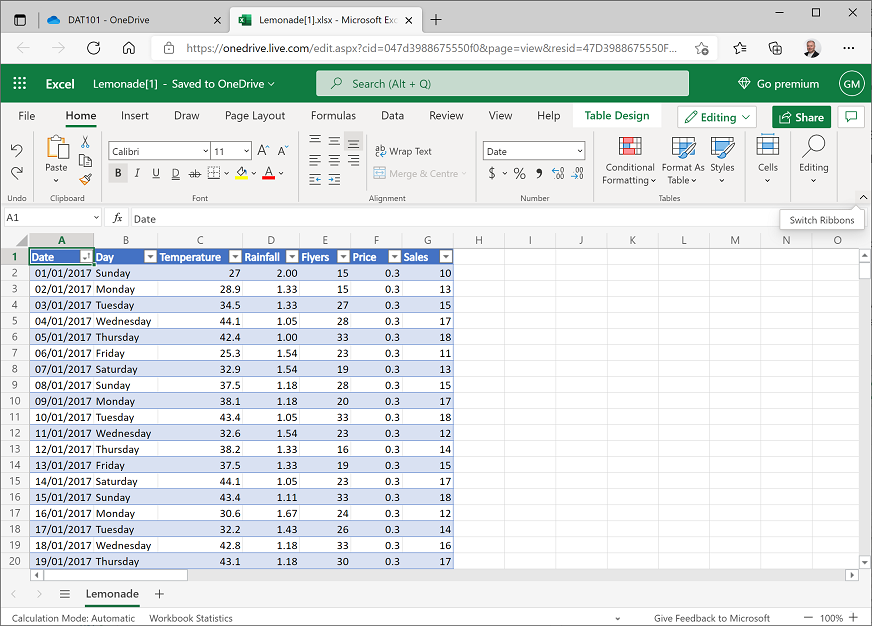 DAT101 - OneDrive
Lemonade[1].xlsx - Microsoft Exc
https://onedrive.live.com/edit.aspx?cid=047d3988675550f0&page=view&resid=47D3988675550F...
Excel Lemonade[1] - Saved to OneDrive Search (Alt + Q) Go premium GM
File Home Insert Draw Page Layout Formulas Data Review View Help Table Design Editing Share
Calibri 11 Wrap Text Date
Paste B I U D ab A Merge & Centre $ % 9 Conditional Formatting Format As Table Styles Cells Editing
Undo Clipboard Font Alignment Number Tables
A1 fx Date Switch Ribbons
A B C D E F G H I J K L M N O
1 Date Day Temperature Rainfall Flyers Price Sales
2 01/01/2017 Sunday 27 2.00 15 0.3 10
3 02/01/2017 Monday 28.9 1.33 15 0.3 13
4 03/01/2017 Tuesday 34.5 1.33 27 0.3 15
5 04/01/2017 Wednesday 44.1 1.05 28 0.3 17
6 05/01/2017 Thursday 42.4 1.00 33 0.3 18
7 06/01/2017 Friday 25.3 1.54 23 0.3 11
8 07/01/2017 Saturday 32.9 1.54 19 0.3 13
9 08/01/2017 Sunday 37.5 1.18 28 0.3 15
10 09/01/2017 Monday 38.1 1.18 20 0.3 17
11 10/01/2017 Tuesday 43.4 1.05 33 0.3 18
12 11/01/2017 Wednesday 32.6 1.54 23 0.3 12
13 12/01/2017 Thursday 38.2 1.33 16 0.3 14
14 13/01/2017 Friday 37.5 1.33 19 0.3 15
15 14/01/2017 Saturday 44.1 1.05 23 0.3 17
16 15/01/2017 Sunday 43.4 1.11 33 0.3 18
17 16/01/2017 Monday 30.6 1.67 24 0.3 12
18 17/01/2017 Tuesday 32.2 1.43 26 0.3 14
19 18/01/2017 Wednesday 42.8 1.18 33 0.3 16
20 19/01/2017 Thursday 43.1 1.18 30 0.3 17
Lemonade
Calculation Mode: Automatic Workbook Statistics Give Feedback to Microsoft 100%